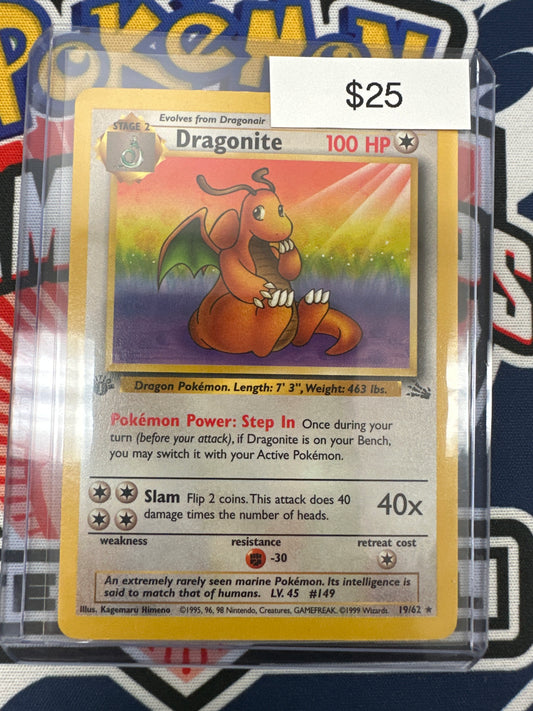 POKÉMON
$25
Evolves from Dragonair
STAGE 2
Dragonite 100 HP
Dragon Pokémon. Length: 7' 3", Weight: 463 lbs.
Pokémon Power: Step In Once during your
turn (before your attack), if Dragonite is on your Bench,
you may switch it with your Active Pokémon.
Slam Flip 2 coins. This attack does 40
damage times the number of heads.
40x
weakness resistance retreat cost
-30
An extremely rarely seen marine Pokémon. Its intelligence is
said to match that of humans. LV. 45 #149
Illus. Kagemaru Himeno ©1995, 96, 98 Nintendo, Creatures, GAMEFREAK. ©1999 Wizards. 19/62 ★